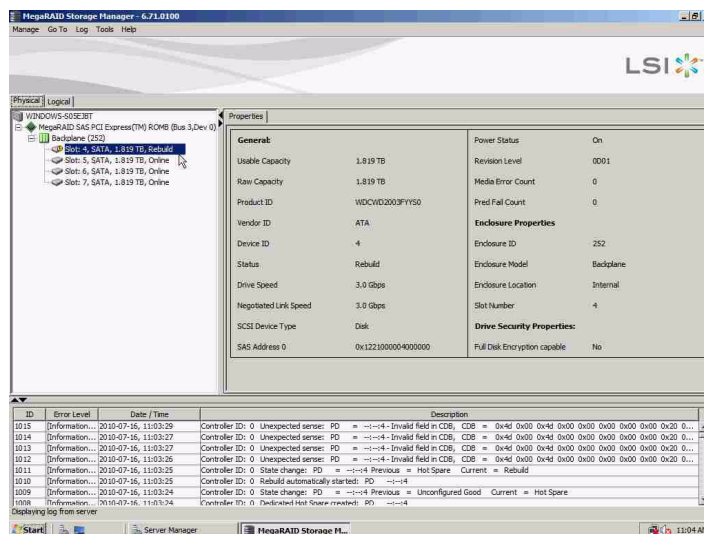 MegaRAID Storage Manager - 6.71.0100
Manage Go To Log Tools Help
LSI
Physical Logical
WINDOWS-S05EJBT
MegaRAID SAS PCI Express(TM) ROMB (Bus 3,Dev 0)
Backplane (252)
Slot: 4, SATA, 1.819 TB, Rebuild
Slot: 5, SATA, 1.819 TB, Online
Slot: 6, SATA, 1.819 TB, Online
Slot: 7, SATA, 1.819 TB, Online
Properties
General:
Usable Capacity 1.819 TB
Raw Capacity 1.819 TB
Product ID WDCWD2003FYYS0
Vendor ID ATA
Device ID 4
Status Rebuild
Drive Speed 3.0 Gbps
Negotiated Link Speed 3.0 Gbps
SCSI Device Type Disk
SAS Address 0 0x1221000004000000
Power Status On
Revision Level 0D01
Media Error Count 0
Pred Fail Count 0
Enclosure Properties
Enclosure ID 252
Enclosure Model Backplane
Enclosure Location Internal
Slot Number 4
Drive Security Properties:
Full Disk Encryption capable No
ID Error Level Date / Time Description
1015 [Information... 2010-07-16, 11:03:29 Controller ID: 0 Unexpected sense: PD = --:--:4 - Invalid field in CDB, CDB = 0x4d 0x00 0x4d 0x00 0x00 0x00 0x00 0x20 0...
1014 [Information... 2010-07-16, 11:03:27 Controller ID: 0 Unexpected sense: PD = --:--:4 - Invalid field in CDB, CDB = 0x4d 0x00 0x4d 0x00 0x00 0x00 0x00 0x20 0...
1013 [Information... 2010-07-16, 11:03:27 Controller ID: 0 Unexpected sense: PD = --:--:4 - Invalid field in CDB, CDB = 0x4d 0x00 0x4d 0x00 0x00 0x00 0x00 0x20 0...
1012 [Information... 2010-07-16, 11:03:26 Controller ID: 0 Unexpected sense: PD = --:--:4 - Invalid field in CDB, CDB = 0x4d 0x00 0x4d 0x00 0x00 0x00 0x00 0x20 0...
1011 [Information... 2010-07-16, 11:03:25 Controller ID: 0 State change: PD = --:--:4 Previous = Hot Spare Current = Rebuild
1010 [Information... 2010-07-16, 11:03:25 Controller ID: 0 Rebuild automatically started: PD --:--:4
1009 [Information... 2010-07-16, 11:03:24 Controller ID: 0 State change: PD = --:--:4 Previous = Unconfigured Good Current = Hot Spare
1008 [Information... 2010-07-16, 11:03:24 Controller ID: 0 Dedicated Hot Spare created: PD --:--:4
Displaying log from server
Start Server Manager MegaRAID Storage M... 11:04 AM